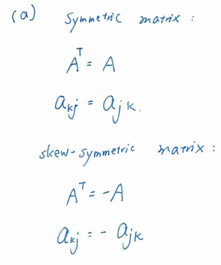 (a) Symmetric matrix :
Aᵀ = A
aₖⱼ = aⱼₖ.
skew-symmetric matrix :
Aᵀ = -A
aₖⱼ = - aⱼₖ